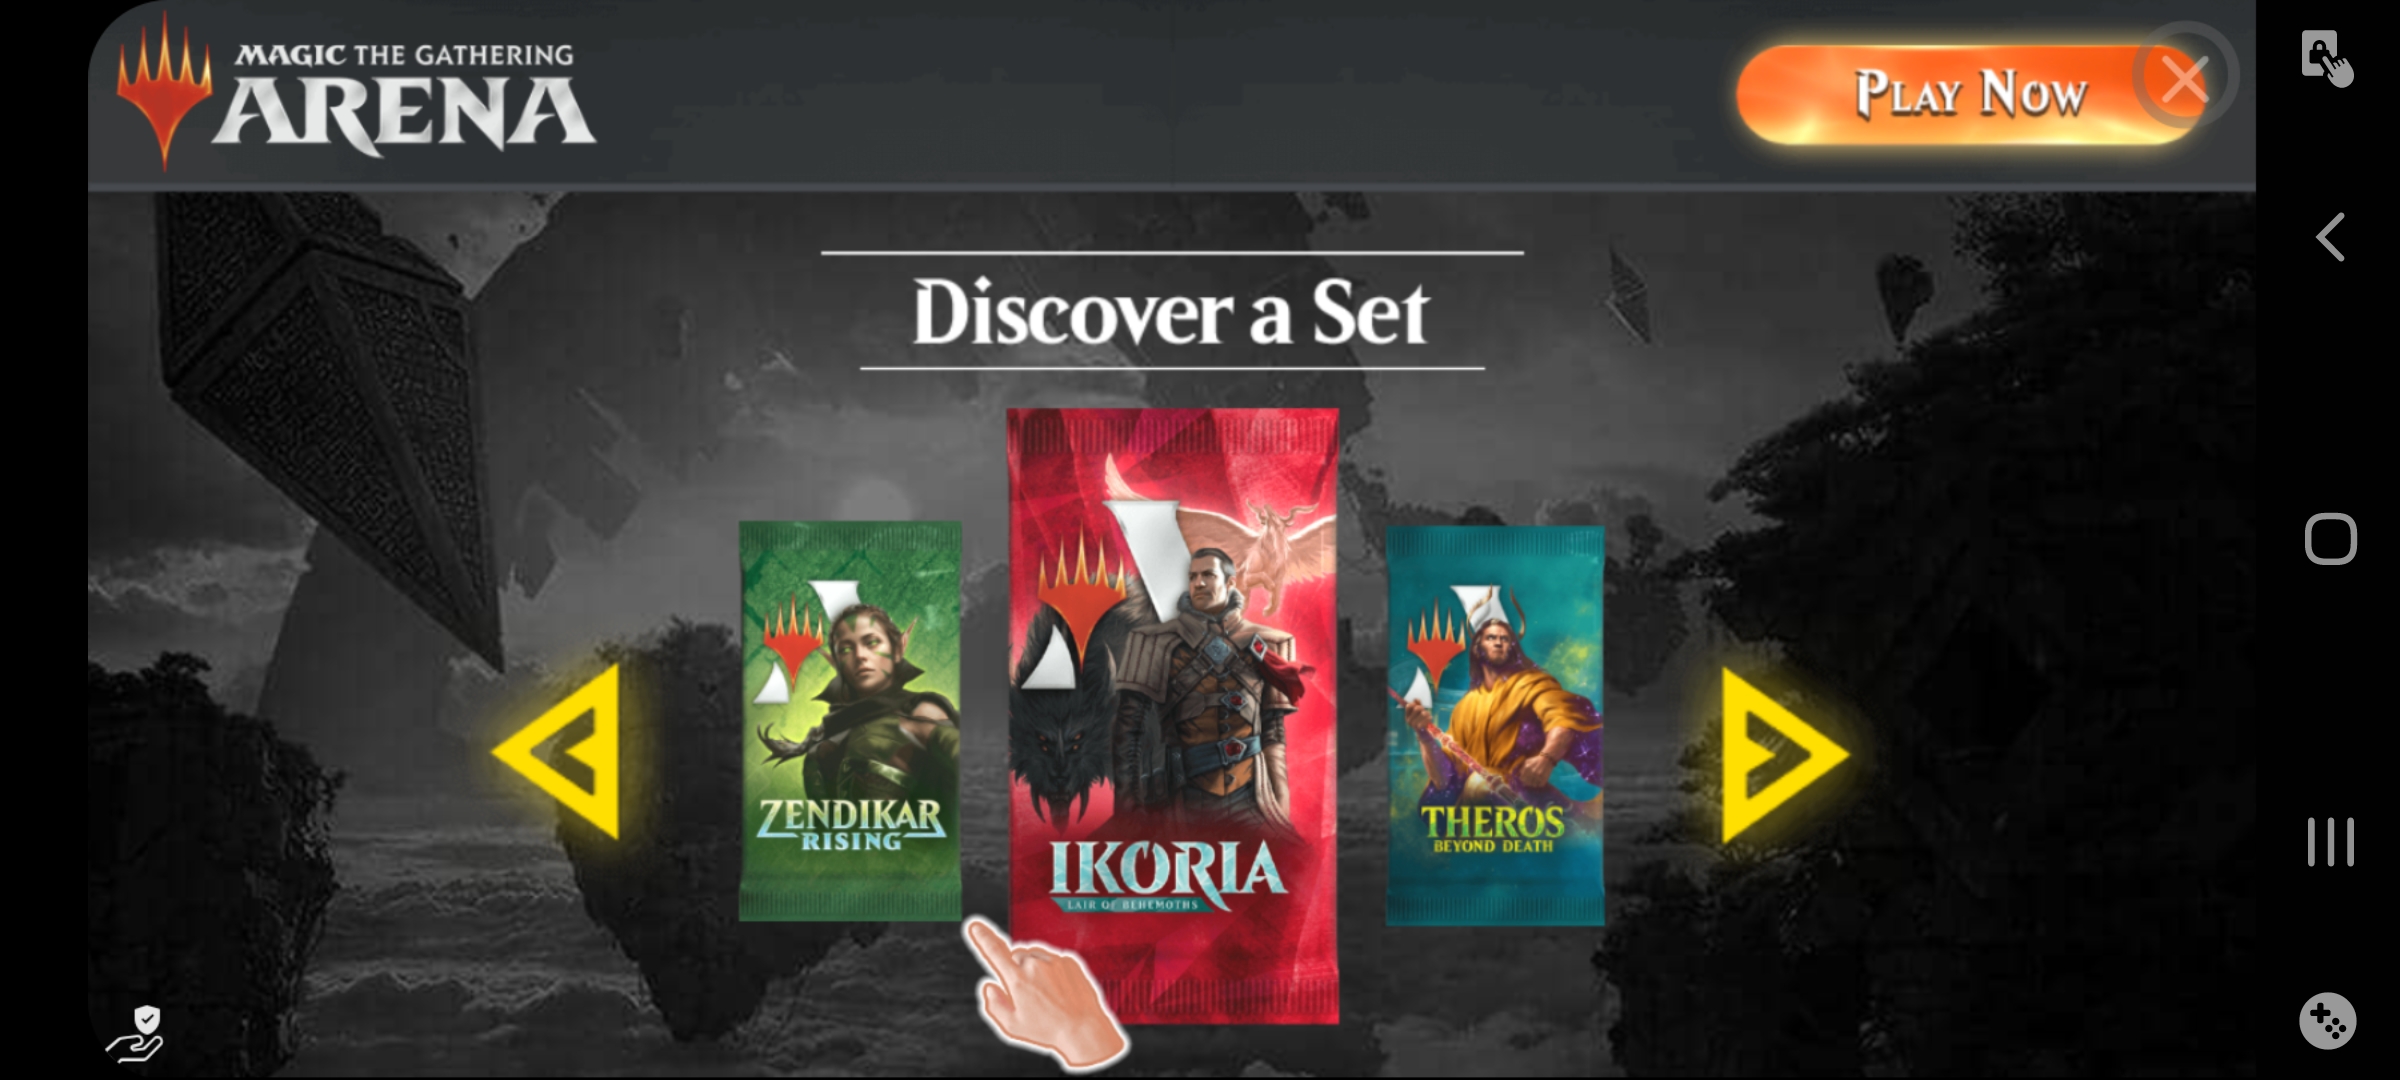 MAGIC THE GATHERING
ARENA
PLAY NOW
Discover a Set
ZENDIKAR
RISING
IKORIA
LAIR OF BEHEMOTHS
THEROS
BEYOND DEATH